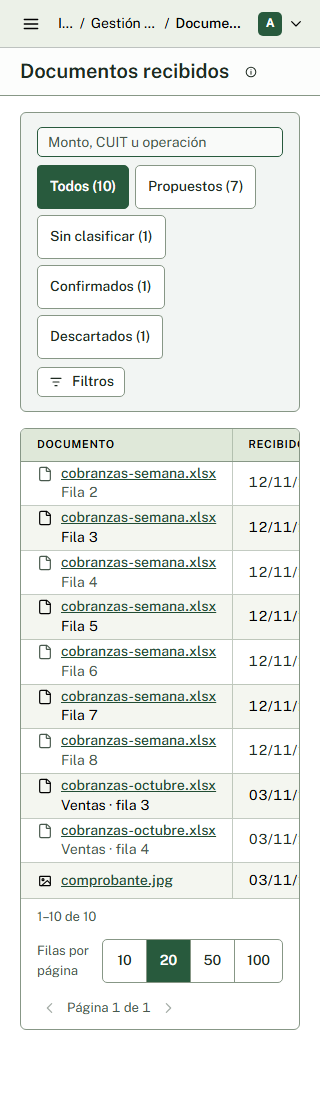 I... / Gestión ... / Docume... A
Documentos recibidos
Monto, CUIT u operación
Todos (10) Propuestos (7)
Sin clasificar (1)
Confirmados (1)
Descartados (1)
Filtros
DOCUMENTO RECIBIDO
cobranzas-semana.xlsx 12/11/
Fila 2
cobranzas-semana.xlsx 12/11/
Fila 3
cobranzas-semana.xlsx 12/11/
Fila 4
cobranzas-semana.xlsx 12/11/
Fila 5
cobranzas-semana.xlsx 12/11/
Fila 6
cobranzas-semana.xlsx 12/11/
Fila 7
cobranzas-semana.xlsx 12/11/
Fila 8
cobranzas-octubre.xlsx 03/11/
Ventas · fila 3
cobranzas-octubre.xlsx 03/11/
Ventas · fila 4
comprobante.jpg 03/11/
1–10 de 10
Filas por página 10 20 50 100
Página 1 de 1